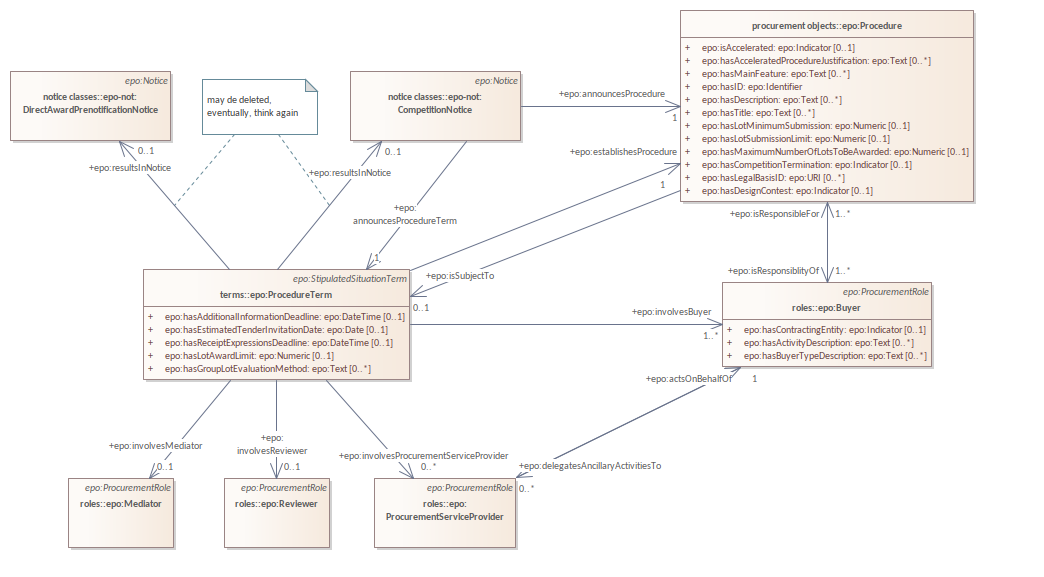 epo:Notice
notice classes::epo-not:
DirectAwardPrenotificationNotice
may de deleted,
eventually, think again
epo:Notice
notice classes::epo-not:
CompetitionNotice
procurement objects::epo:Procedure
+ epo:isAccelerated: epo:Indicator [0..1]
+ epo:hasAcceleratedProcedureJustification: epo:Text [0..*]
+ epo:hasMainFeature: epo:Text [0..*]
+ epo:hasID: epo:Identifier
+ epo:hasDescription: epo:Text [0..*]
+ epo:hasTitle: epo:Text [0..*]
+ epo:hasLotMinimumSubmission: epo:Numeric [0..1]
+ epo:hasLotSubmissionLimit: epo:Numeric [0..1]
+ epo:hasMaximumNumberOfLotsToBeAwarded: epo:Numeric [0..1]
+ epo:hasCompetitionTermination: epo:Indicator [0..1]
+ epo:hasLegalBasisID: epo:URI [0..*]
+ epo:hasDesignContest: epo:Indicator [0..1]
+epo:announcesProcedure
1
+epo:establishesProcedure
1
0..1
+epo:resultsInNotice
0..1
+epo:resultsInNotice
+epo:
announcesProcedureTerm
1
+epo:isSubjectTo
0..1
+epo:isResponsibleFor
1..*
+epo:isResponsiblityOf
1..*
epo:StipulatedSituationTerm
terms::epo:ProcedureTerm
+ epo:hasAdditionalInformationDeadline: epo:DateTime [0..1]
+ epo:hasEstimatedTenderInvitationDate: epo:Date [0..1]
+ epo:hasReceiptExpressionsDeadline: epo:DateTime [0..1]
+ epo:hasLotAwardLimit: epo:Numeric [0..1]
+ epo:hasGroupLotEvaluationMethod: epo:Text [0..*]
+epo:involvesBuyer
1..*
epo:ProcurementRole
roles::epo:Buyer
+ epo:hasContractingEntity: epo:Indicator [0..1]
+ epo:hasActivityDescription: epo:Text [0..*]
+ epo:hasBuyerTypeDescription: epo:Text [0..*]
+epo:actsOnBehalfOf
1
+epo:involvesMediator
0..1
+epo:
involvesReviewer
0..1
+epo:involvesProcurementServiceProvider
0..*
+epo:delegatesAncillaryActivitiesTo
0..*
epo:ProcurementRole
roles::epo:Mediator
epo:ProcurementRole
roles::epo:Reviewer
epo:ProcurementRole
roles::epo:
ProcurementServiceProvider